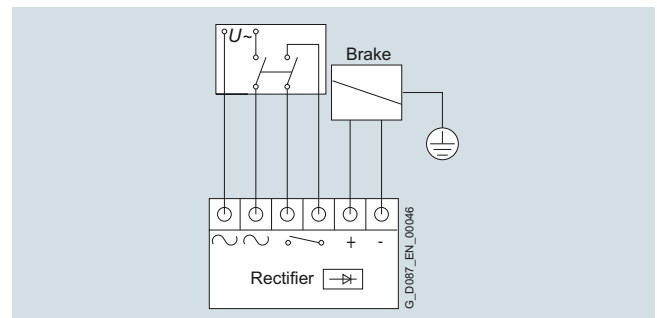 U~
Brake
+ -
Rectifier
G_D087_EN_00046